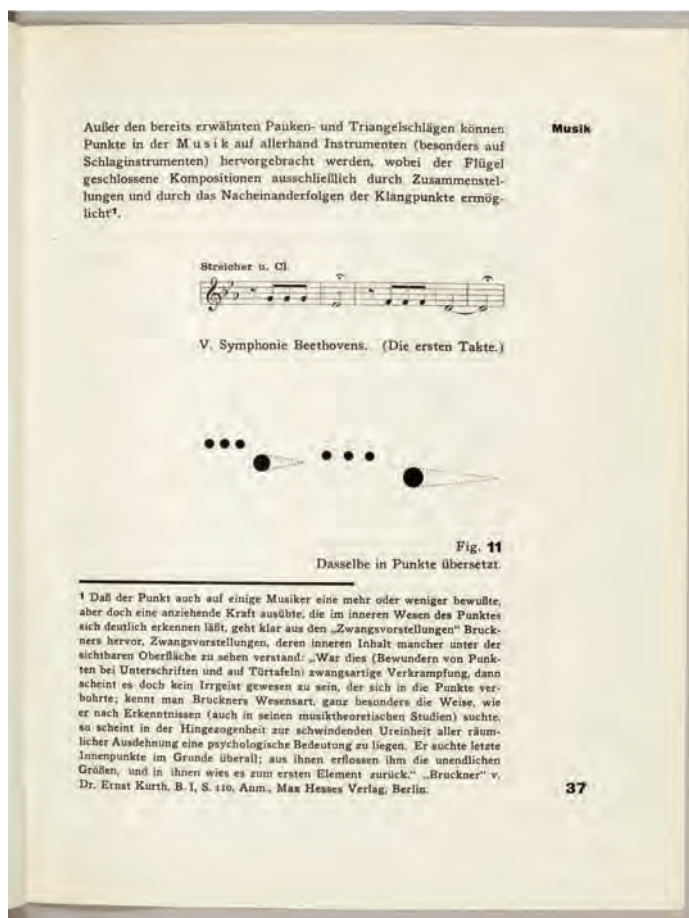 Außer den bereits erwähnten Pauken- und Triangelschlägen können
Punkte in der Musik auf allerhand Instrumenten (besonders auf
Schlaginstrumenten) hervorgebracht werden, wobei der Flügel
geschlossene Kompositionen ausschließlich durch Zusammenstel-
lungen und durch das Nacheinanderfolgen der Klangpunkte ermög-
licht¹.
Musik
Streicher u. Cl.
V. Symphonie Beethovens. (Die ersten Takte.)
Fig. 11
Dasselbe in Punkte übersetzt.
¹ Daß der Punkt auch auf einige Musiker eine mehr oder weniger bewußte,
aber doch eine anziehende Kraft ausübte, die im inneren Wesen des Punktes
sich deutlich erkennen läßt, geht klar aus den „Zwangsvorstellungen“ Bruck-
ners hervor, Zwangsvorstellungen, deren inneren Inhalt mancher unter der
sichtbaren Oberfläche zu sehen verstand: „War dies (Bewundern von Punk-
ten bei Unterschriften und auf Türtafeln) zwangsartige Verkrampfung, dann
scheint es doch kein Irrgeist gewesen zu sein, der sich in die Punkte ver-
bohrte; kennt man Bruckners Wesensart, ganz besonders die Weise, wie
er nach Erkenntnissen (auch in seinen musiktheoretischen Studien) suchte,
so scheint in der Hingezogenheit zur schwindenden Ureinheit aller räum-
licher Ausdehnung eine psychologische Bedeutung zu liegen. Er suchte letzte
Innenpunkte im Grunde überall; aus ihnen erflossen ihm die unendlichen
Größen, und in ihnen wies es zum ersten Element zurück.“ „Bruckner“ v.
Dr. Ernst Kurth, B. I, S. 110, Anm., Max Hesses Verlag, Berlin.
37